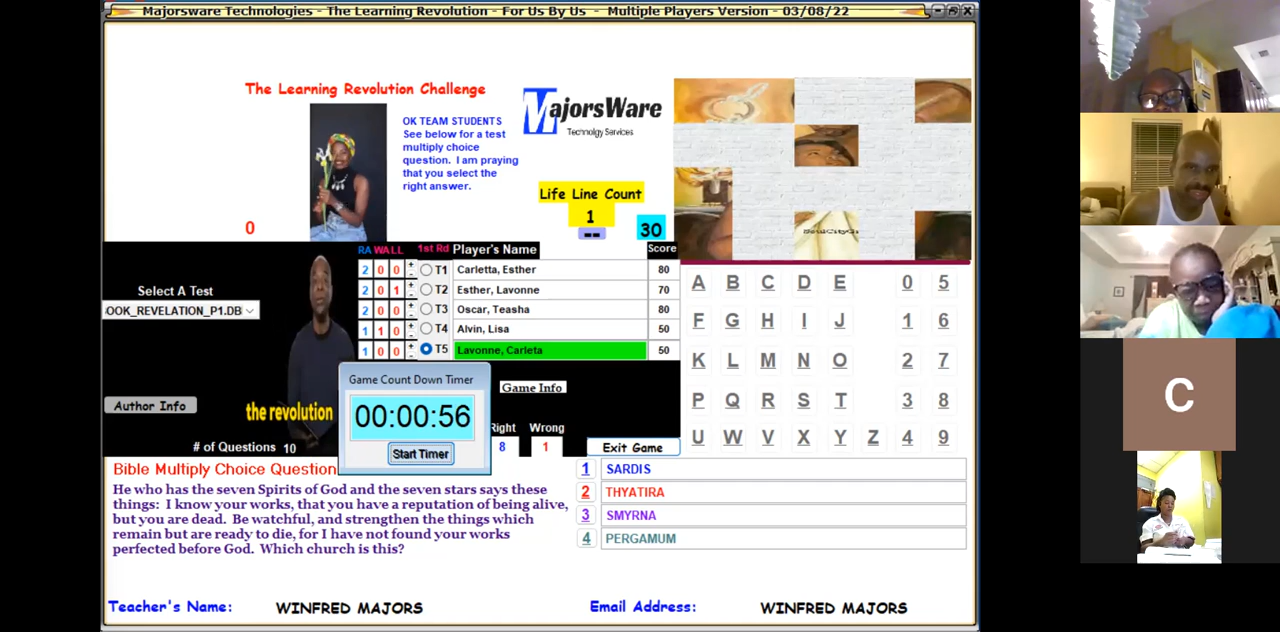 Majorsware Technologies - The Learning Revolution - For Us By Us - Multiple Players Version - 03/08/22
The Learning Revolution Challenge
MajorsWare
Technolgy Services
OK TEAM STUDENTS
See below for a test
multiply choice
question. I am praying
that you select the
right answer.
Life Line Count
1
--
30
0
RA WALL 1st Rd Player's Name Score
2 0 0 + - T1 Carletta, Esther 80
2 0 1 + - T2 Esther, Lavonne 70
2 0 0 + - T3 Oscar, Teasha 80
1 1 0 + - T4 Alvin, Lisa 50
1 0 0 + - T5 Lavonne, Carleta 50
Select A Test
OOK_REVELATION_P1.DB
A B C D E 0 5
F G H I J 1 6
K L M N O 2 7
P Q R S T 3 8
U W V X Y Z 4 9
Game Count Down Timer
00:00:56
Start Timer
Game Info
Author Info
the revolution
# of Questions 10
Right Wrong
8 1
Exit Game
Bible Multiply Choice Question
He who has the seven Spirits of God and the seven stars says these
things: I know your works, that you have a reputation of being alive,
but you are dead. Be watchful, and strengthen the things which
remain but are ready to die, for I have not found your works
perfected before God. Which church is this?
1 SARDIS
2 THYATIRA
3 SMYRNA
4 PERGAMUM
Teacher's Name: WINFRED MAJORS
Email Address: WINFRED MAJORS
C